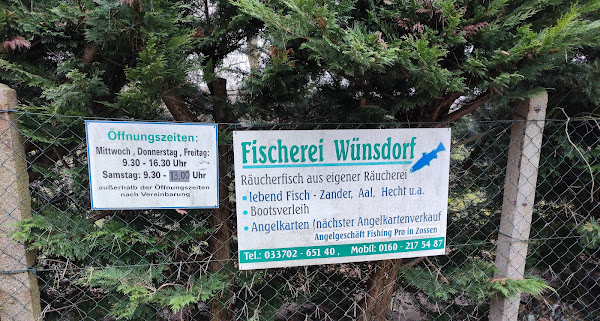 Öffnungszeiten:
Mittwoch , Donnerstag , Freitag:
9.30 - 16.30 Uhr
Samstag: 9.30 - Uhr
außerhalb der Öffnungszeiten
nach Vereinbarung
Fischerei Wünsdorf
Räucherfisch aus eigener Räucherei
• lebend Fisch - Zander, Aal, Hecht u.a.
• Bootsverleih
• Angelkarten (nächster Angelkartenverkauf
Angelgeschäft Fishing Pro in Zossen
Tel.: 033702 - 651 40 . Mobil: 0160 - 217 54 87